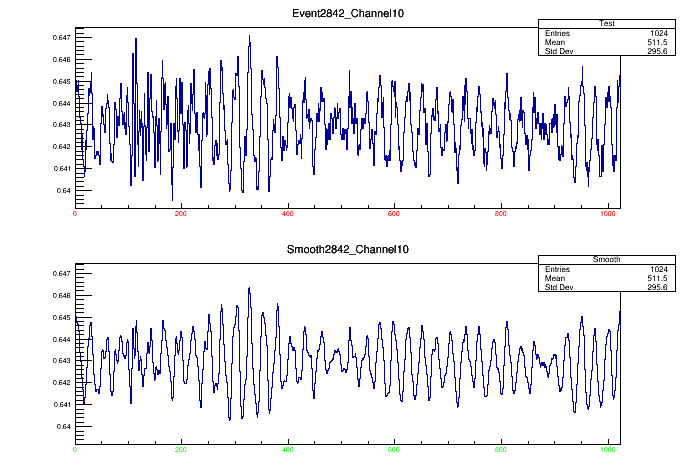 Event2842_Channel10
Test
Entries 1024
Mean 511.5
Std Dev 295.6
0.647
0.646
0.645
0.644
0.643
0.642
0.641
0.64
0 200 400 600 800 1000
Smooth2842_Channel10
Smooth
Entries 1024
Mean 511.5
Std Dev 295.6
0.647
0.646
0.645
0.644
0.643
0.642
0.641
0.64
0 200 400 600 800 1000